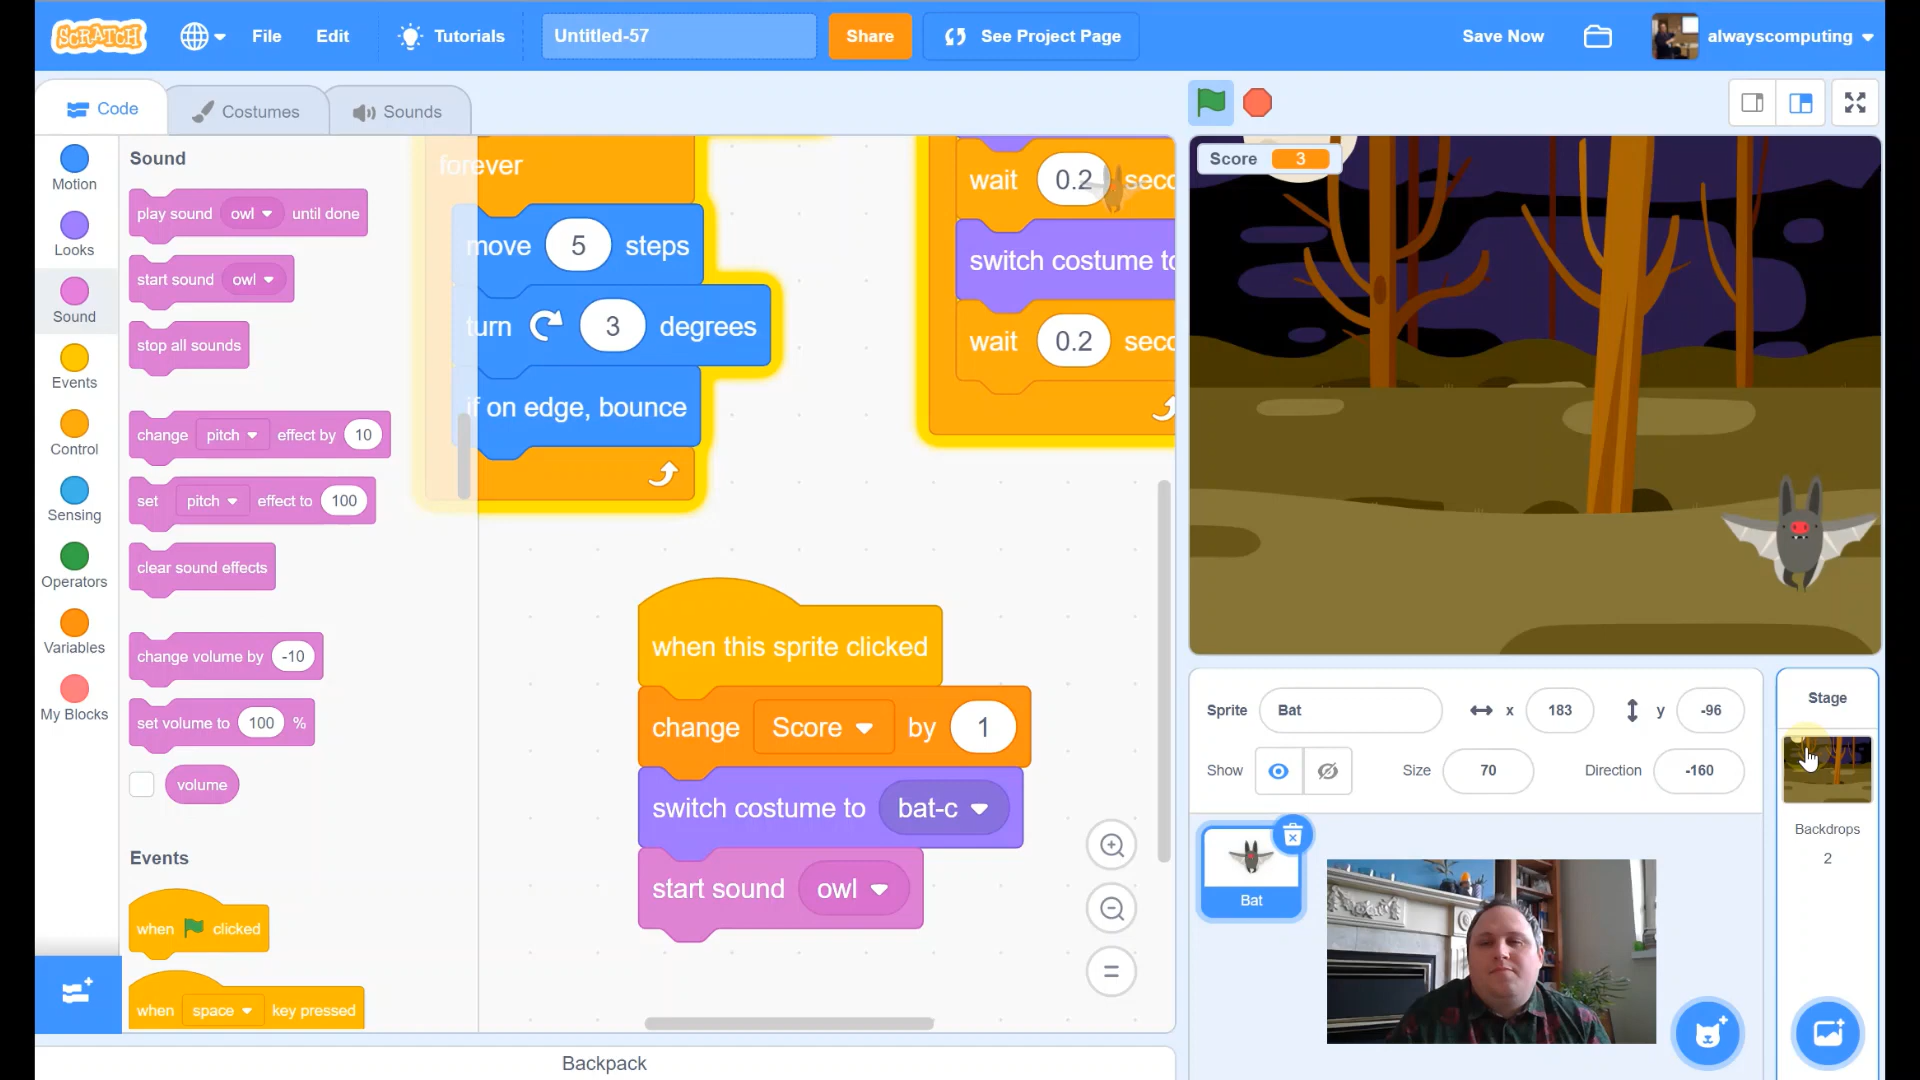 SCRATCH
File
Edit
Tutorials
Untitled-57
Share
See Project Page
Save Now
alwayscomputing
Code
Costumes
Sounds
Motion
Looks
Sound
Events
Control
Sensing
Operators
Variables
My Blocks
Sound
play sound owl until done
start sound owl
stop all sounds
change pitch effect by 10
set pitch effect to 100
clear sound effects
change volume by -10
set volume to 100 %
volume
Events
when clicked
when space key pressed
forever
move 5 steps
turn 3 degrees
if on edge, bounce
wait 0.2 seco
switch costume to
wait 0.2 seco
when this sprite clicked
change Score by 1
switch costume to bat-c
start sound owl
Backpack
Score 3
Sprite Bat x 183 y -96
Show Size 70 Direction -160
Bat
Stage
Backdrops
2